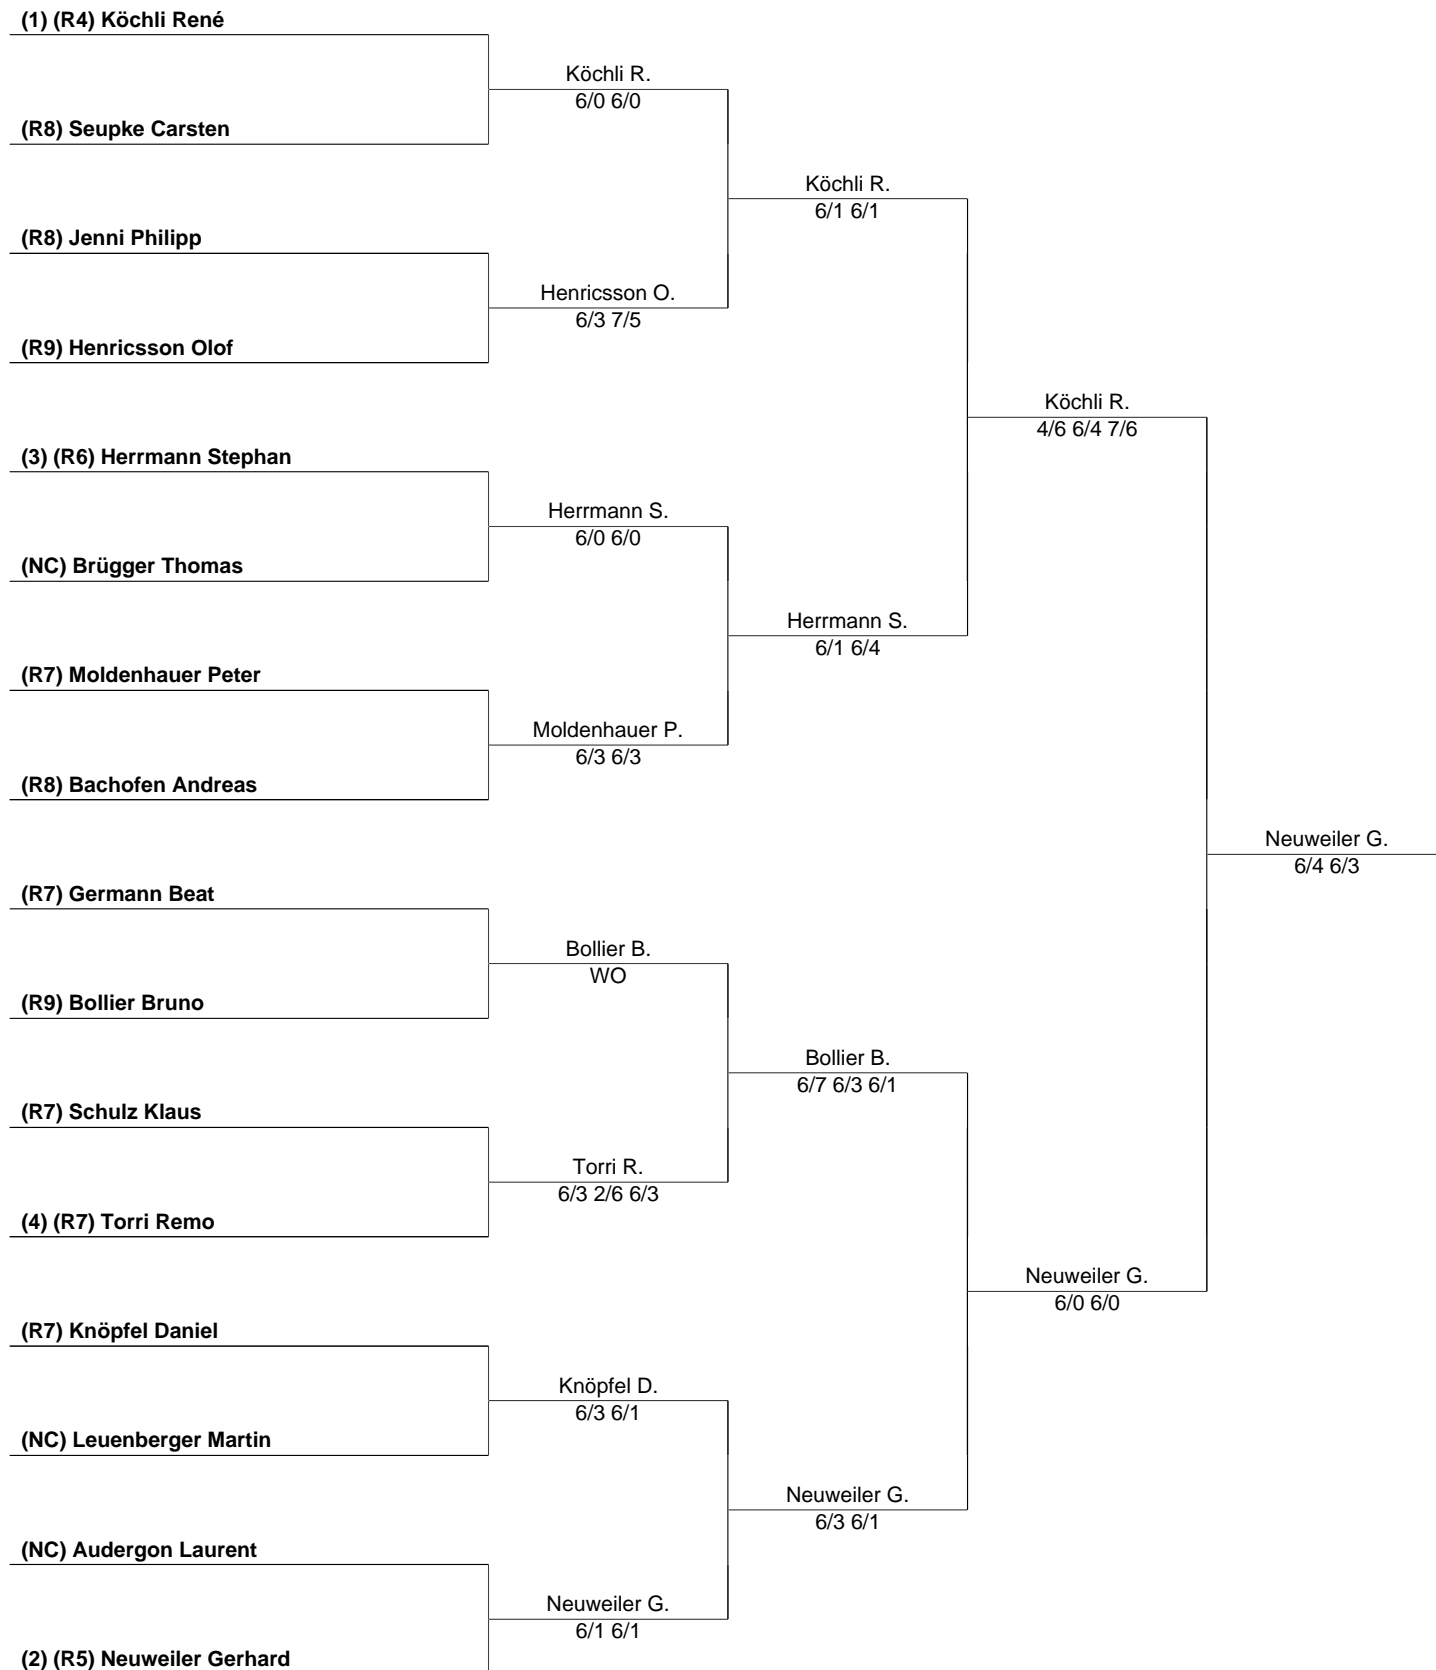 (1) (R4) Köchli René
Köchli R.
6/0 6/0
(R8) Seupke Carsten
Köchli R.
6/1 6/1
(R8) Jenni Philipp
Henricsson O.
6/3 7/5
(R9) Henricsson Olof
Köchli R.
4/6 6/4 7/6
(3) (R6) Herrmann Stephan
Herrmann S.
6/0 6/0
(NC) Brügger Thomas
Herrmann S.
6/1 6/4
(R7) Moldenhauer Peter
Moldenhauer P.
6/3 6/3
(R8) Bachofen Andreas
Neuweiler G.
6/4 6/3
(R7) Germann Beat
Bollier B.
WO
(R9) Bollier Bruno
Bollier B.
6/7 6/3 6/1
(R7) Schulz Klaus
Torri R.
6/3 2/6 6/3
(4) (R7) Torri Remo
Neuweiler G.
6/0 6/0
(R7) Knöpfel Daniel
Knöpfel D.
6/3 6/1
(NC) Leuenberger Martin
Neuweiler G.
6/3 6/1
(NC) Audergon Laurent
Neuweiler G.
6/1 6/1
(2) (R5) Neuweiler Gerhard